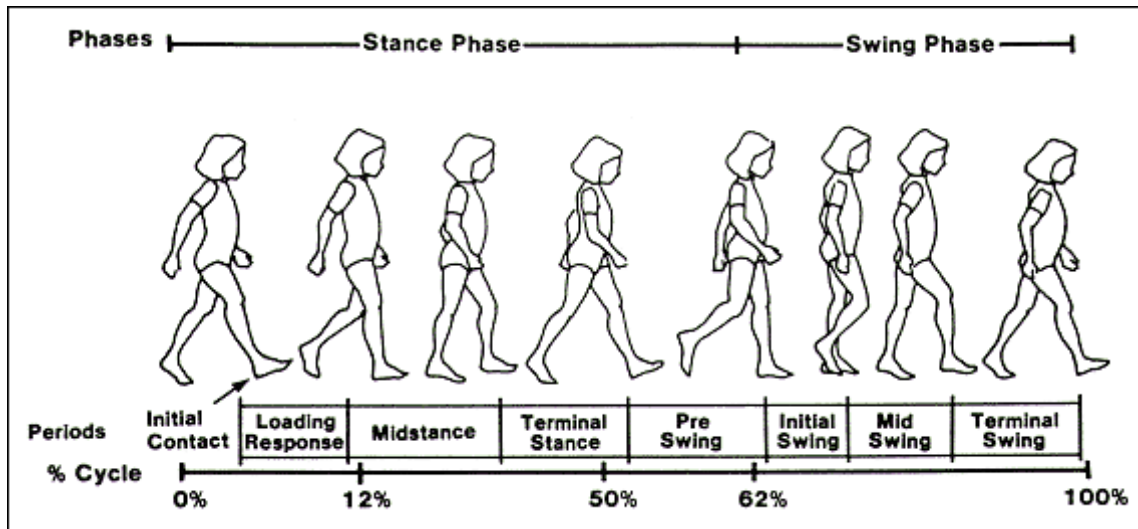 Phases Stance Phase Swing Phase
Initial Contact
Loading Response
Midstance
Terminal Stance
Pre Swing
Initial Swing
Mid Swing
Terminal Swing
Periods
% Cycle
0% 12% 50% 62% 100%